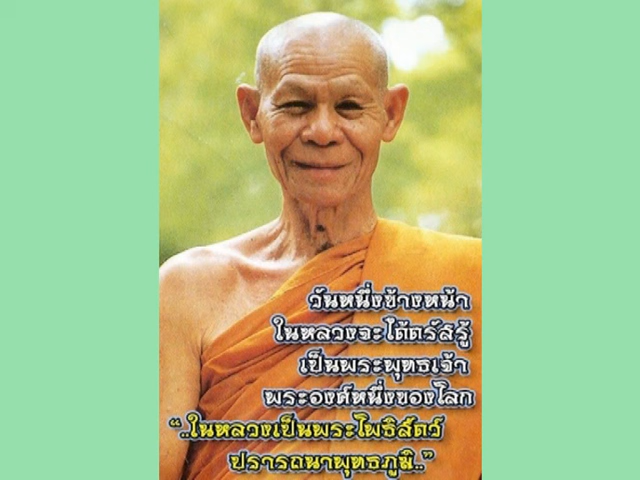 วันหนึ่งข้างหน้า
ในหลวงจะได้ตรัสรู้
เป็นพระพุทธเจ้า
พระองค์หนึ่งของโลก
“..ในหลวงเป็นพระโพธิสัตว์
ปรารถนาพุทธภูมิ..”